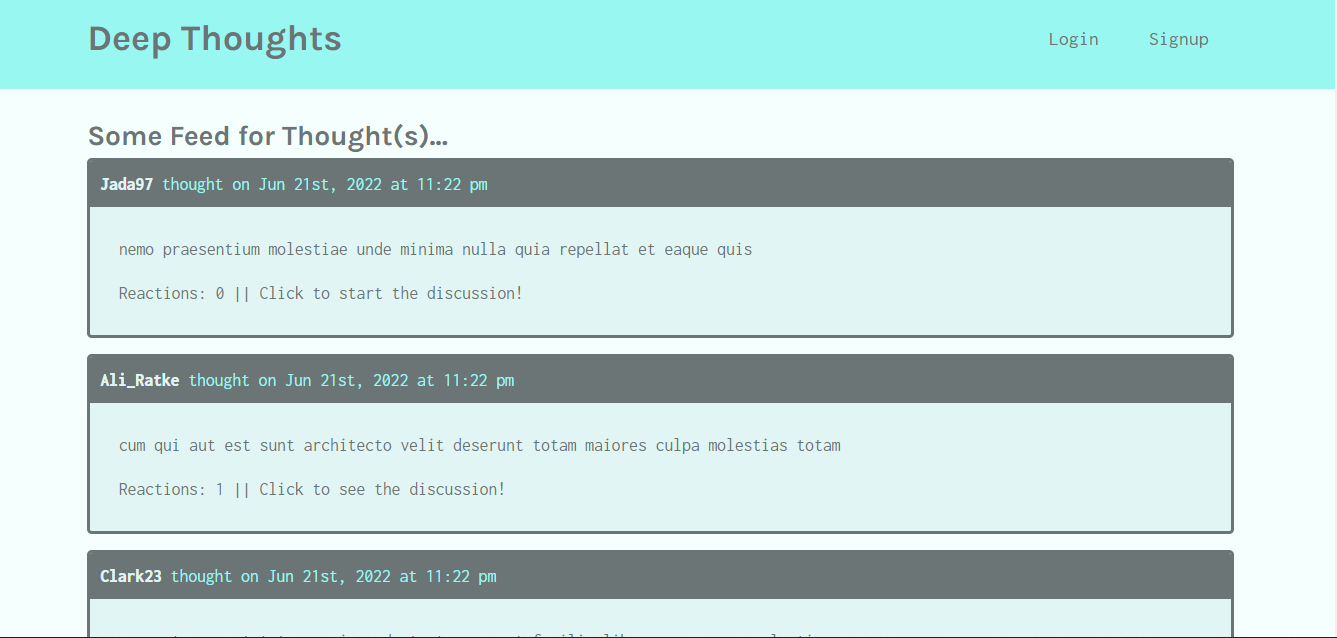 Deep Thoughts
Login Signup
Some Feed for Thought(s)...
Jada97 thought on Jun 21st, 2022 at 11:22 pm
nemo praesentium molestiae unde minima nulla quia repellat et eaque quis
Reactions: 0 || Click to start the discussion!
Ali_Ratke thought on Jun 21st, 2022 at 11:22 pm
cum qui aut est sunt architecto velit deserunt totam maiores culpa molestias totam
Reactions: 1 || Click to see the discussion!
Clark23 thought on Jun 21st, 2022 at 11:22 pm